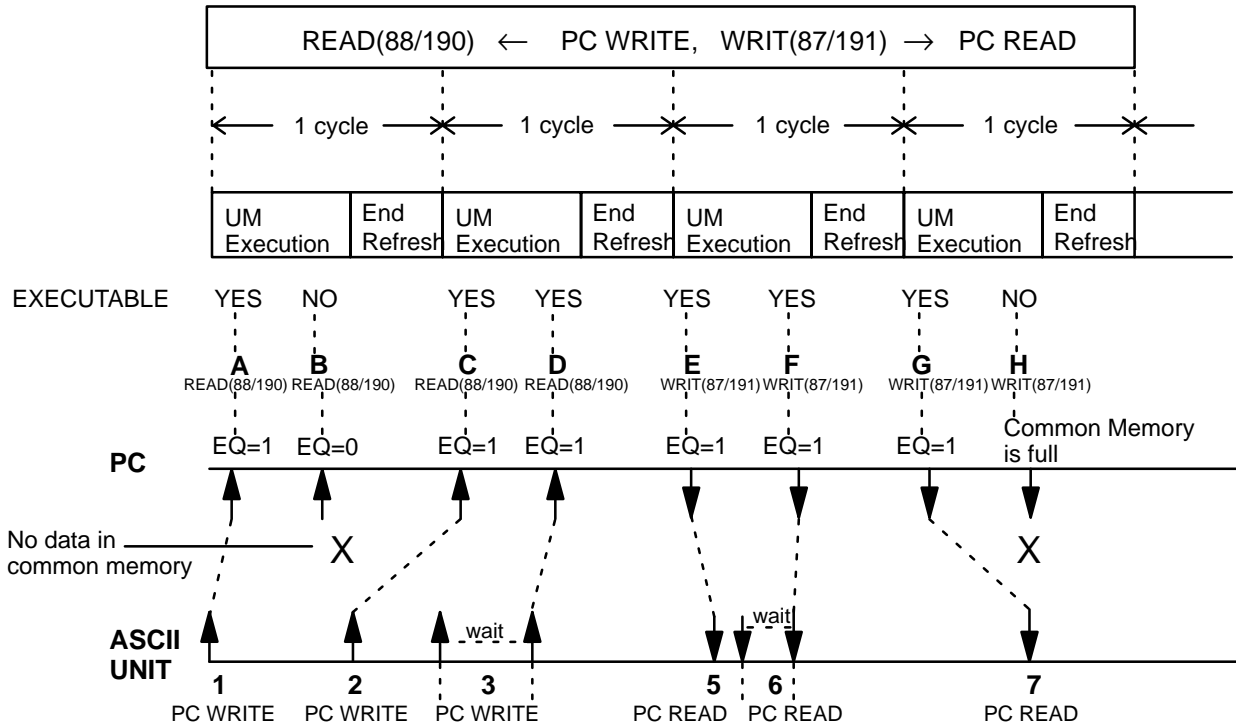 READ(88/190) ← PC WRITE, WRIT(87/191) → PC READ
1 cycle 1 cycle 1 cycle 1 cycle
UM End UM End UM End UM End
Execution Refresh Execution Refresh Execution Refresh Execution Refresh
EXECUTABLE YES NO YES YES YES YES YES NO
A B C D E F G H
READ(88/190) READ(88/190) READ(88/190) READ(88/190) WRIT(87/191) WRIT(87/191) WRIT(87/191) WRIT(87/191)
EQ=1 EQ=0 EQ=1 EQ=1 EQ=1 EQ=1 EQ=1 Common Memory
is full
PC
No data in
common memory
X X
wait wait
ASCII
UNIT
1 2 3 5 6 7
PC WRITE PC WRITE PC WRITE PC READ PC READ PC READ